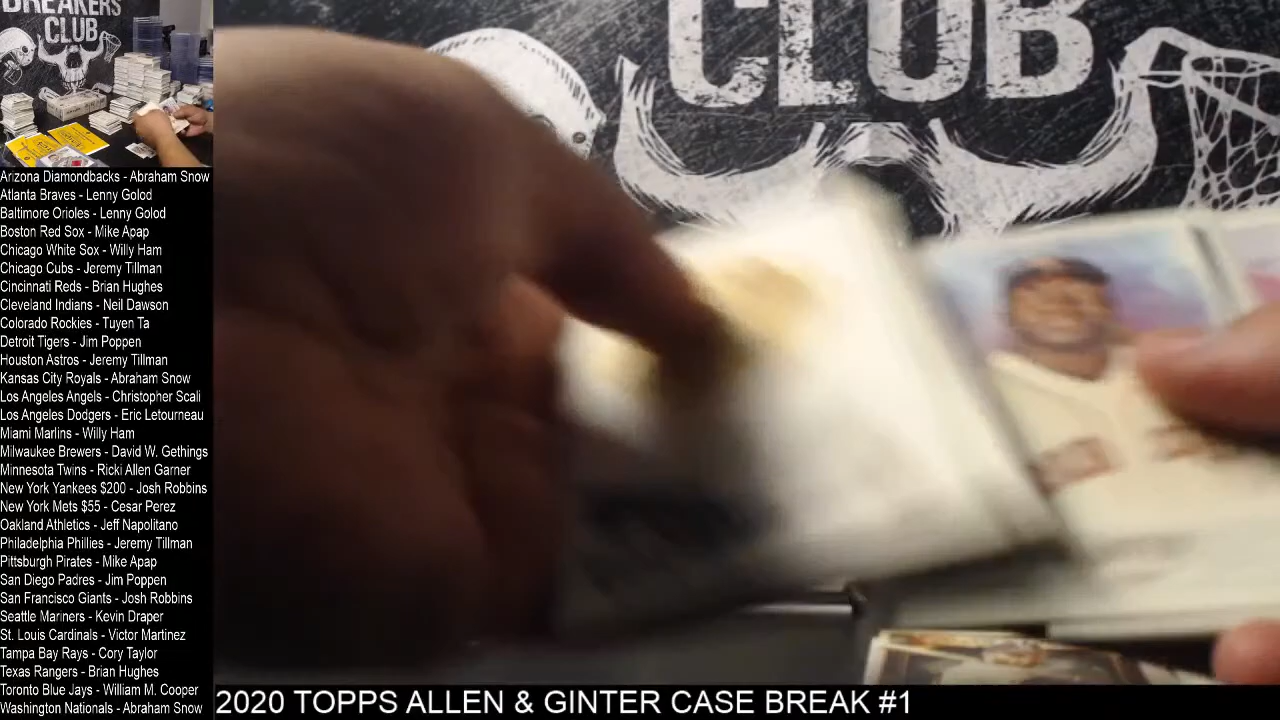 BREAKERS
CLUB
CLUB
Arizona Diamondbacks - Abraham Snow
Atlanta Braves - Lenny Golod
Baltimore Orioles - Lenny Golod
Boston Red Sox - Mike Apap
Chicago White Sox - Willy Ham
Chicago Cubs - Jeremy Tillman
Cincinnati Reds - Brian Hughes
Cleveland Indians - Neil Dawson
Colorado Rockies - Tuyen Ta
Detroit Tigers - Jim Poppen
Houston Astros - Jeremy Tillman
Kansas City Royals - Abraham Snow
Los Angeles Angels - Christopher Scali
Los Angeles Dodgers - Eric Letourneau
Miami Marlins - Willy Ham
Milwaukee Brewers - David W. Gethings
Minnesota Twins - Ricki Allen Garner
New York Yankees $200 - Josh Robbins
New York Mets $55 - Cesar Perez
Oakland Athletics - Jeff Napolitano
Philadelphia Phillies - Jeremy Tillman
Pittsburgh Pirates - Mike Apap
San Diego Padres - Jim Poppen
San Francisco Giants - Josh Robbins
Seattle Mariners - Kevin Draper
St. Louis Cardinals - Victor Martinez
Tampa Bay Rays - Cory Taylor
Texas Rangers - Brian Hughes
Toronto Blue Jays - William M. Cooper
Washington Nationals - Abraham Snow
2020 TOPPS ALLEN & GINTER CASE BREAK #1